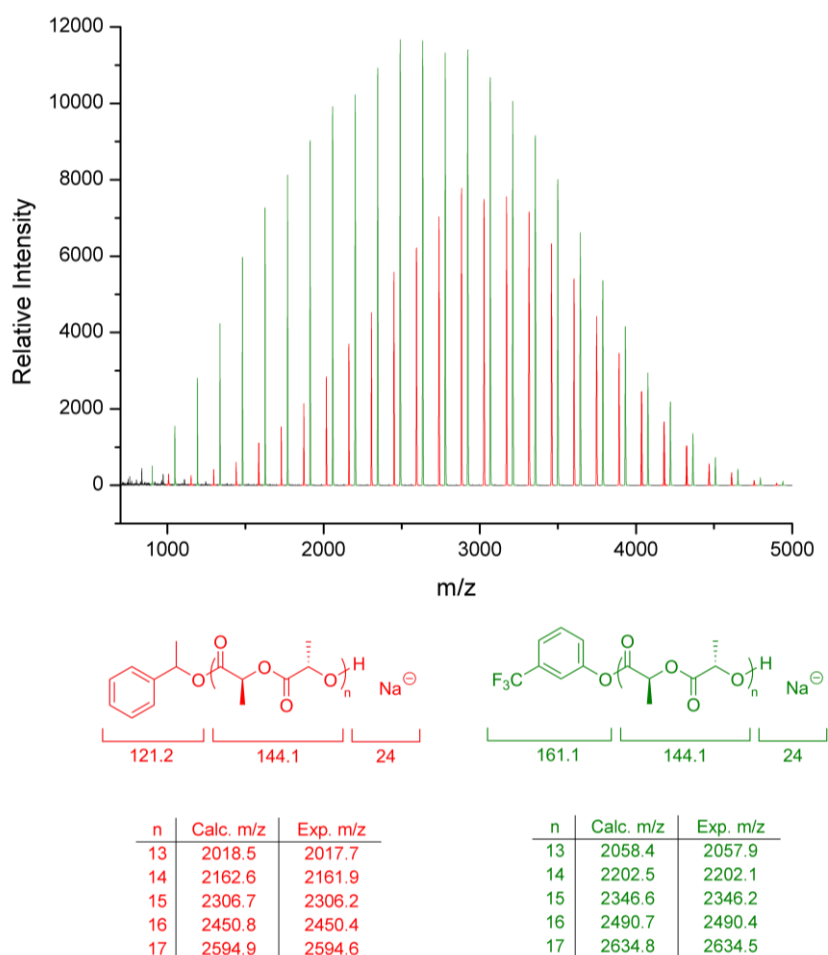 12000
10000
8000
6000
4000
2000
0
Relative Intensity
1000 2000 3000 4000 5000
m/z
O O O O n H Na⊖
O
121.2 144.1 24
F₃C O O O O n H Na⊖
O
161.1 144.1 24
n Calc. m/z Exp. m/z
13 2018.5 2017.7
14 2162.6 2161.9
15 2306.7 2306.2
16 2450.8 2450.4
17 2594.9 2594.6
n Calc. m/z Exp. m/z
13 2058.4 2057.9
14 2202.5 2202.1
15 2346.6 2346.2
16 2490.7 2490.4
17 2634.8 2634.5